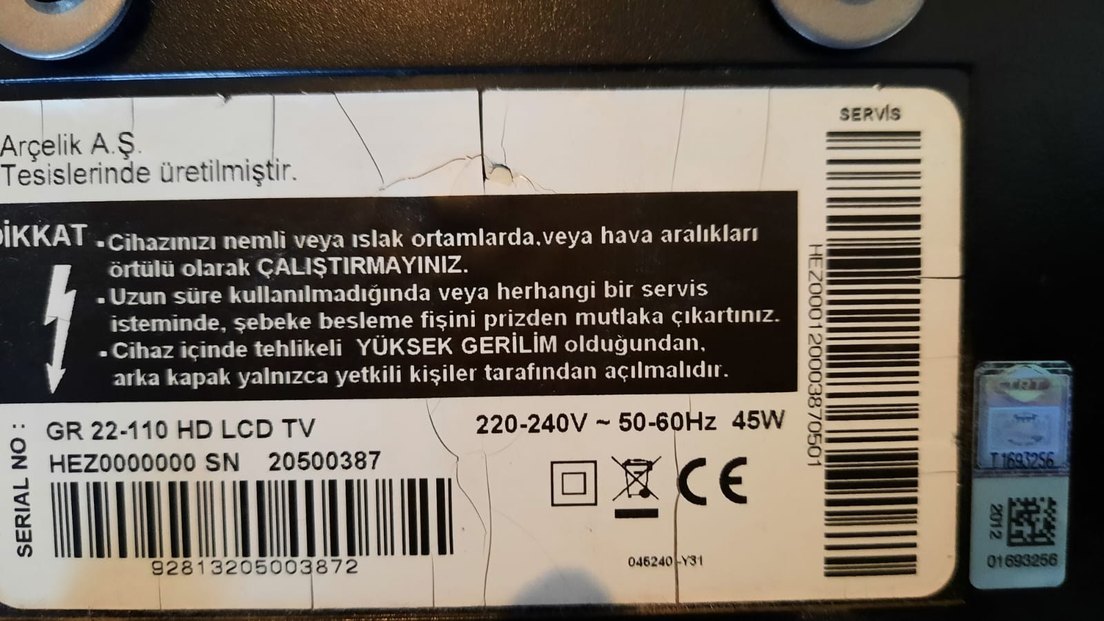 Arçelik A.Ş.
Tesislerinde üretilmiştir.
SERVİS
DİKKAT
▪Cihazınızı nemli veya ıslak ortamlarda,veya hava aralıkları
örtülü olarak ÇALIŞTIRMAYINIZ.
▪Uzun süre kullanılmadığında veya herhangi bir servis
isteminde, şebeke besleme fişini prizden mutlaka çıkartınız.
▪Cihaz içinde tehlikeli YÜKSEK GERİLİM olduğundan,
arka kapak yalnızca yetkili kişiler tarafından açılmalıdır.
HEZ000120003870501
SERIAL NO :
GR 22-110 HD LCD TV
220-240V ~ 50-60Hz 45W
HEZ0000000 SN 20500387
CE
92813205003872
045240-Y31
TRT
T1693256
2012
01693256